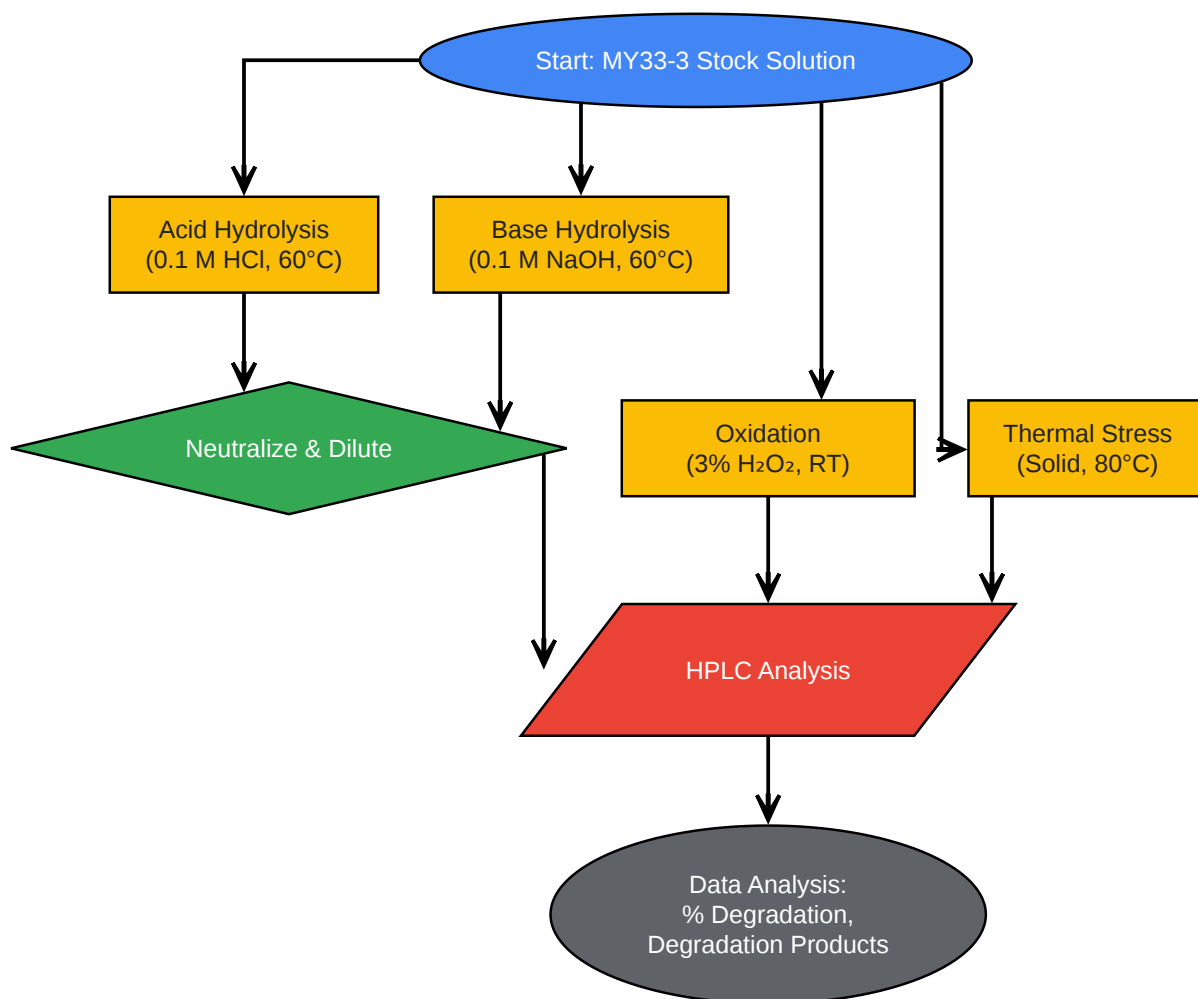 Start: MY33-3 Stock Solution
Acid Hydrolysis
(0.1 M HCl, 60°C)
Base Hydrolysis
(0.1 M NaOH, 60°C)
Neutralize & Dilute
Oxidation
(3% H₂O₂, RT)
Thermal Stress
(Solid, 80°C)
HPLC Analysis
Data Analysis:
% Degradation,
Degradation Products